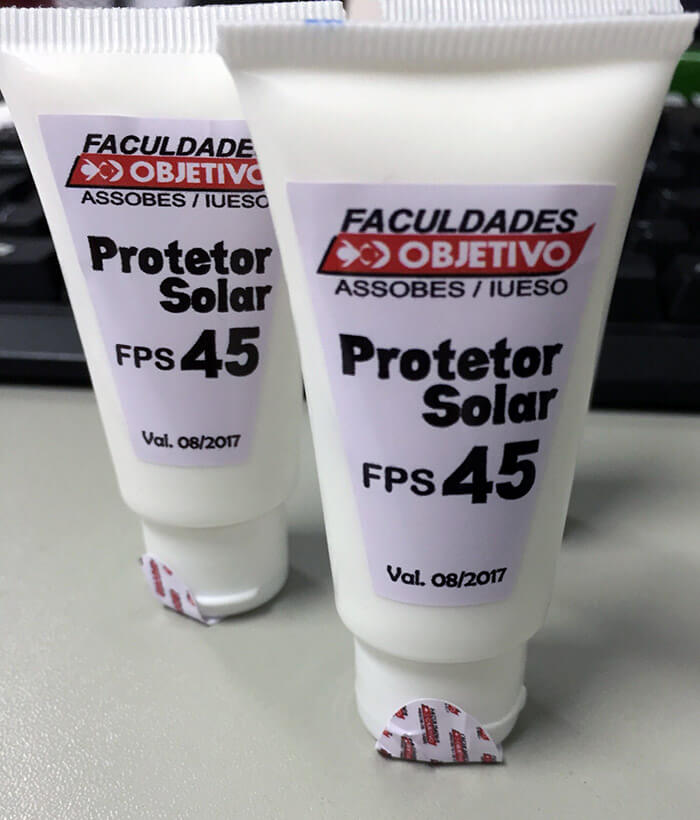 FACULDADE
OBJETIVO
ASSOBES / IUESO
Protetor
Solar
FPS 45
Val. 08/2017
FACULDADES
OBJETIVO
ASSOBES / IUESO
Protetor
Solar
FPS 45
Val. 08/2017